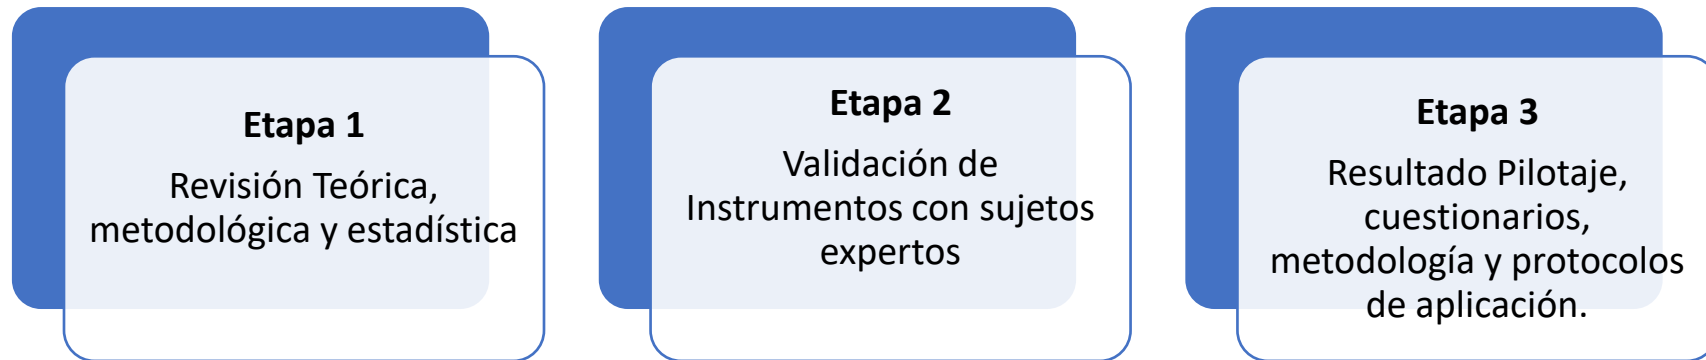 Etapa 1
Revisión Teórica,
metodológica y estadística
Etapa 2
Validación de
Instrumentos con sujetos
expertos
Etapa 3
Resultado Pilotaje,
cuestionarios,
metodología y protocolos
de aplicación.